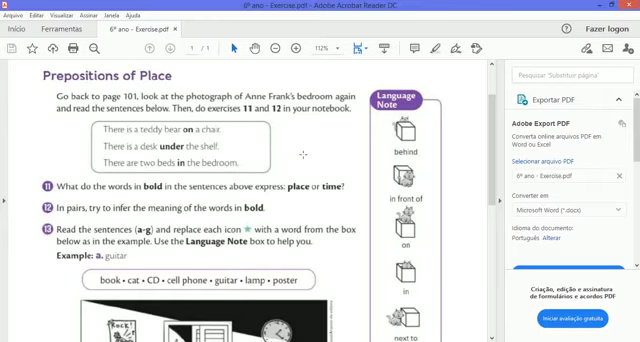 6º ano - Exercise.pdf - Adobe Acrobat Reader DC
Arquivo Editar Visualizar Assinar Janela Ajuda
Início Ferramentas 6º ano - Exercise.pdf × Fazer logon
1 / 1 112%
Prepositions of Place
Go back to page 101, look at the photograph of Anne Frank's bedroom again
and read the sentences below. Then, do exercises 11 and 12 in your notebook.
There is a teddy bear on a chair.
There is a desk under the shelf.
There are two beds in the bedroom.
11 What do the words in bold in the sentences above express: place or time?
12 In pairs, try to infer the meaning of the words in bold.
13 Read the sentences (a-g) and replace each icon * with a word from the box
below as in the example. Use the Language Note box to help you.
Example: a. guitar
book • cat • CD • cell phone • guitar • lamp • poster
ROCK!
Language
Note
behind
in front of
on
in
next to
Pesquisar 'Substituir página'
Exportar PDF
Adobe Export PDF
Converta online arquivos PDF em
Word ou Excel
Selecionar arquivo PDF
6º ano - Exercise.pdf ×
Converter em
Microsoft Word (*.docx)
Idioma do documento:
Português Alterar
Criação, edição e assinatura
de formulários e acordos PDF
Iniciar avaliação gratuita